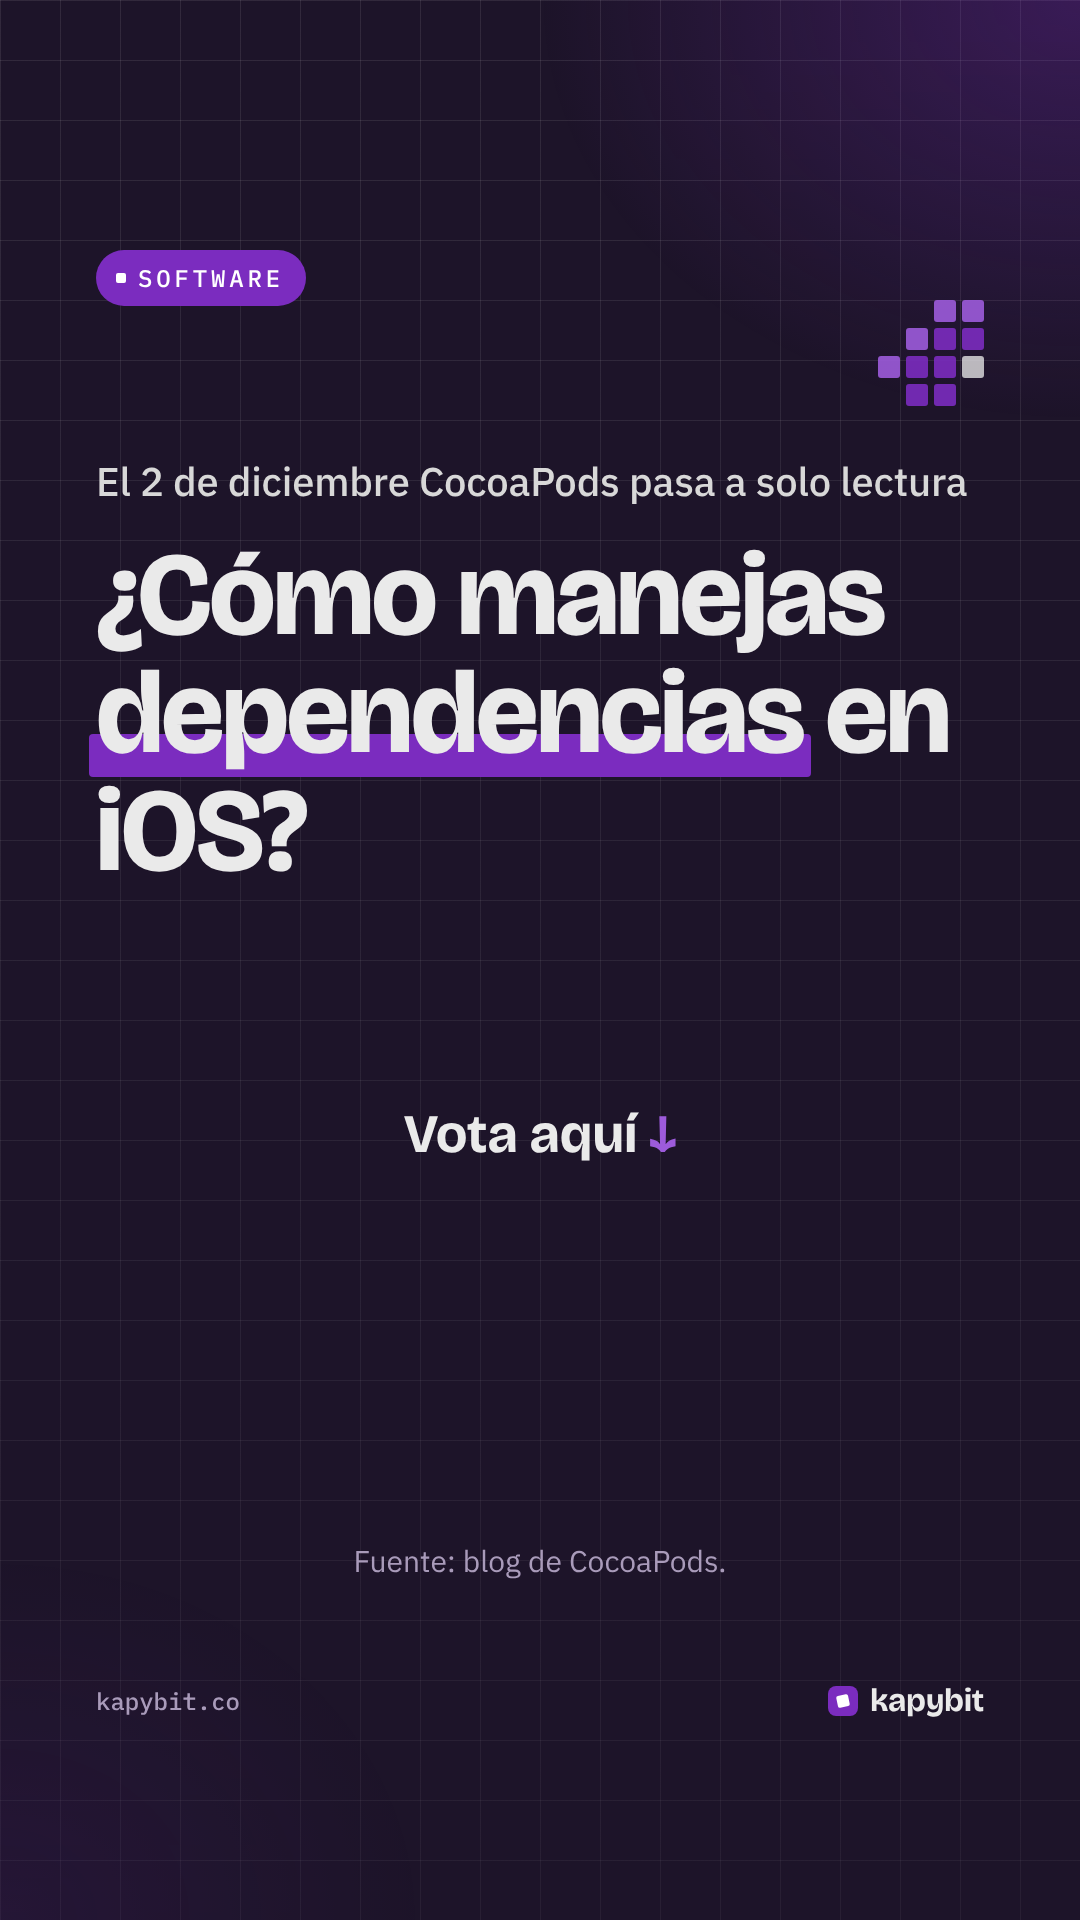 SOFTWARE
El 2 de diciembre CocoaPods pasa a solo lectura
¿Cómo manejas
dependencias en
iOS?
Vota aquí ↓
Fuente: blog de CocoaPods.
kapybit.co
kapybit